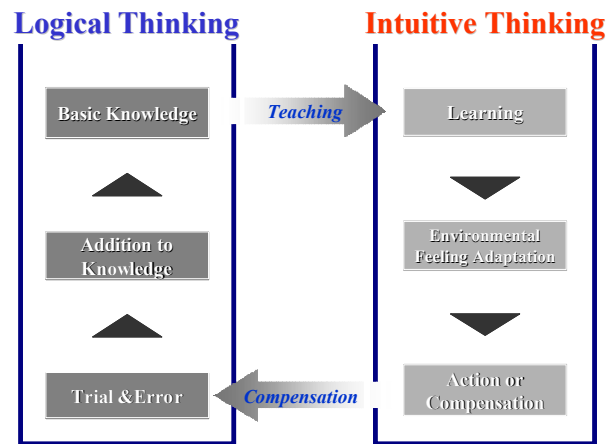 Logical Thinking
Intuitive Thinking
Basic Knowledge
Teaching
Learning
Addition to
Knowledge
Environmental
Feeling Adaptation
Trial &Error
Compensation
Action or
Compensation